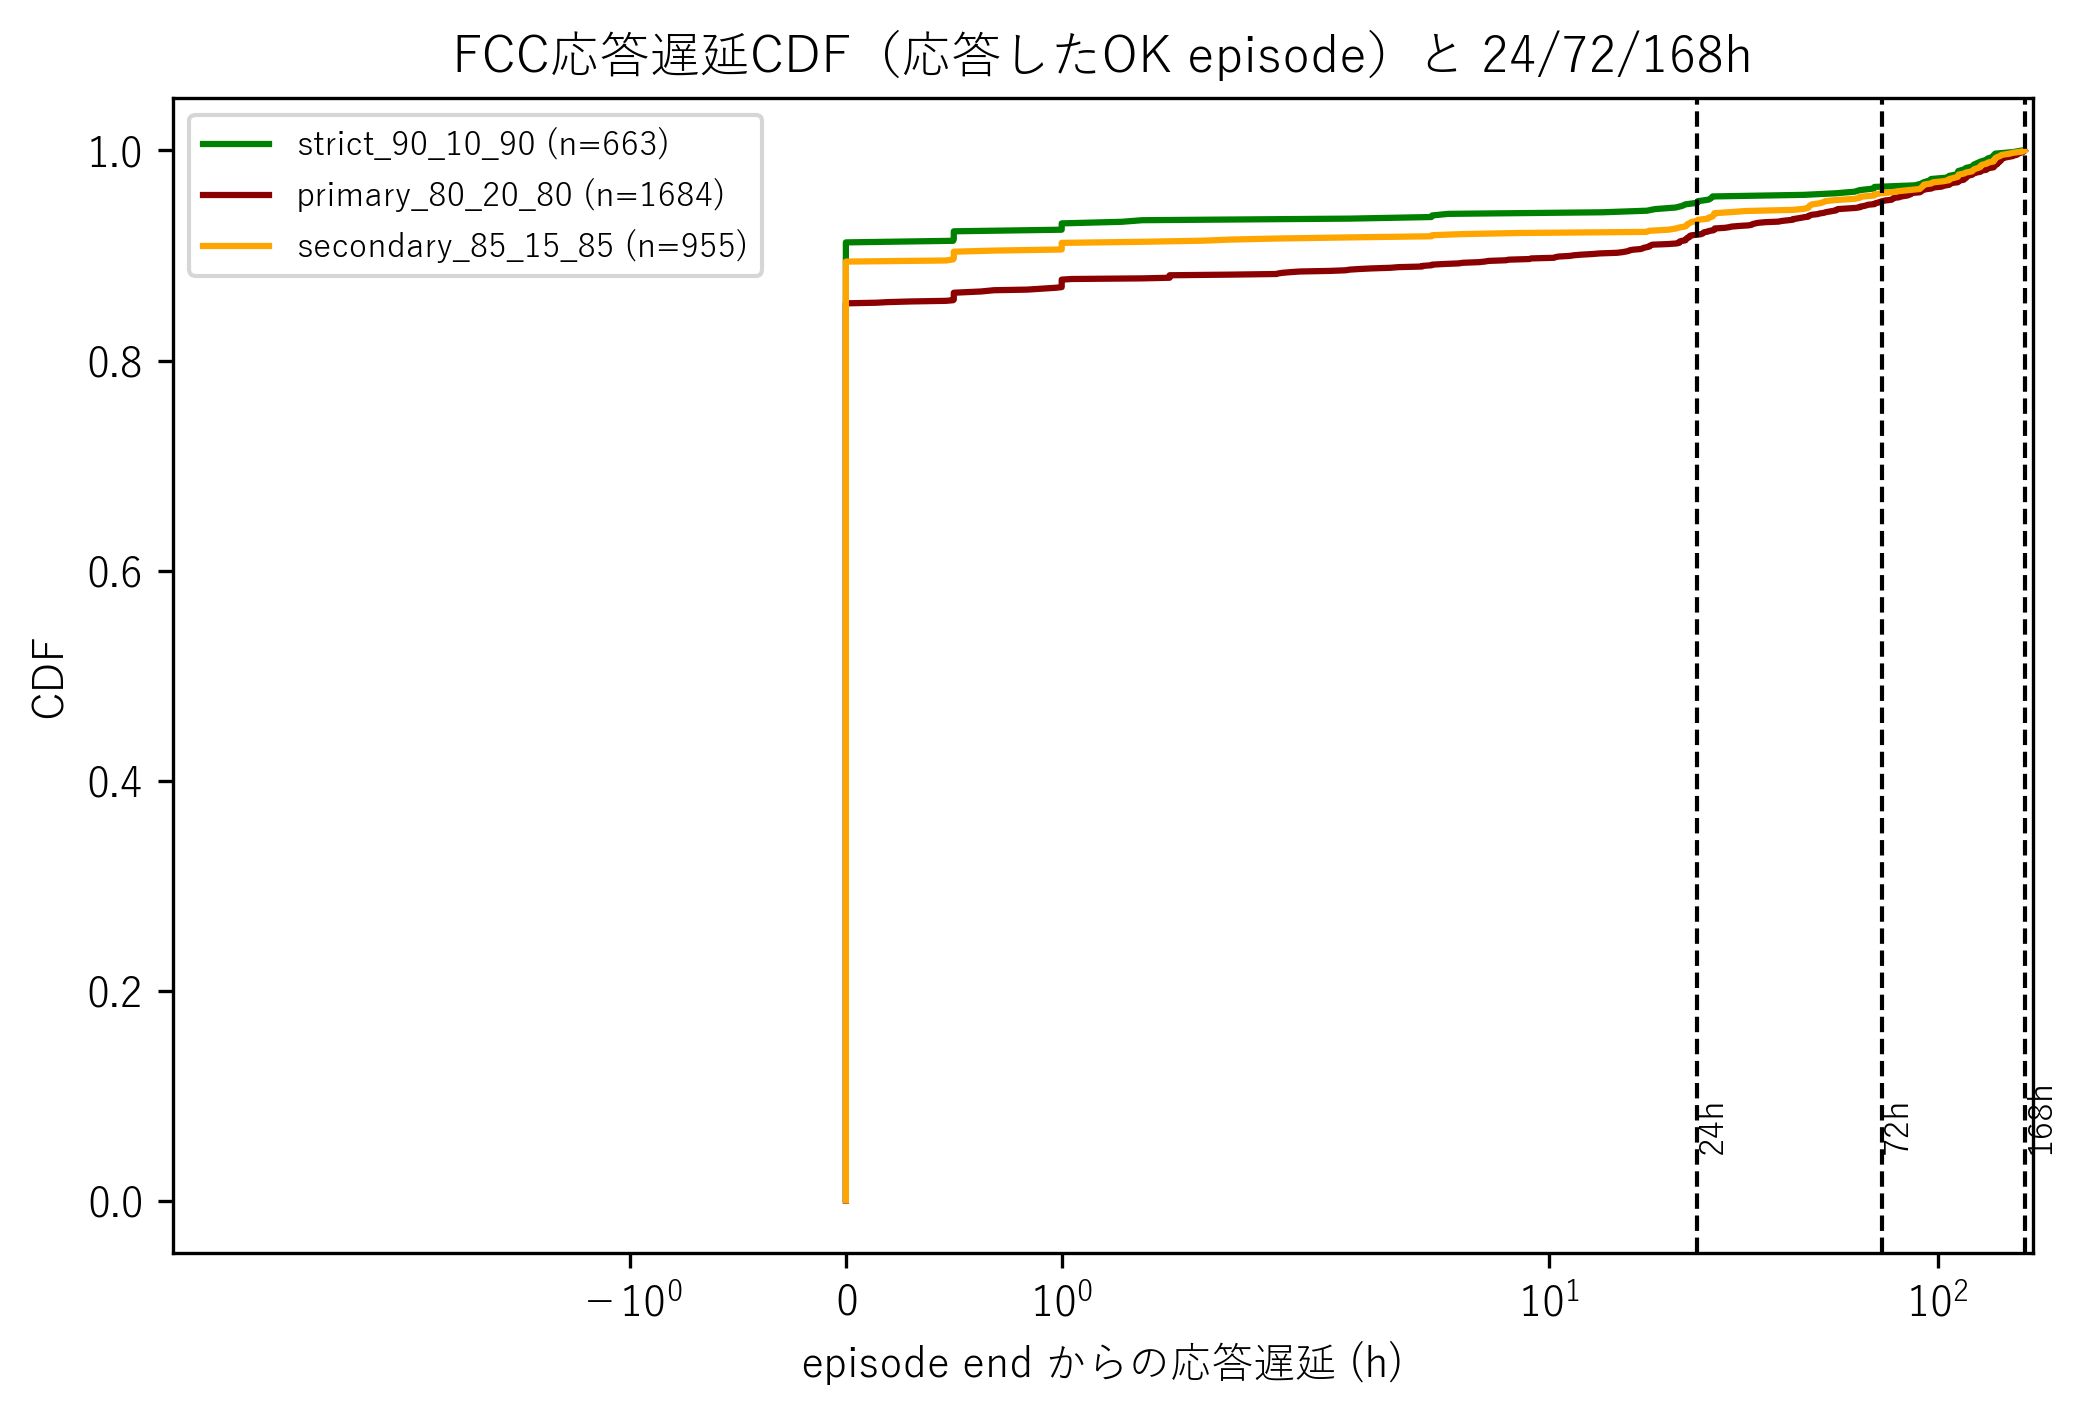 FCC応答遅延CDF（応答したOK episode）と 24/72/168h
strict_90_10_90 (n=663)
primary_80_20_80 (n=1684)
secondary_85_15_85 (n=955)
1.0
0.8
0.6
0.4
0.2
0.0
CDF
24h
72h
168h
−10⁰
0
10⁰
10¹
10²
episode end からの応答遅延 (h)